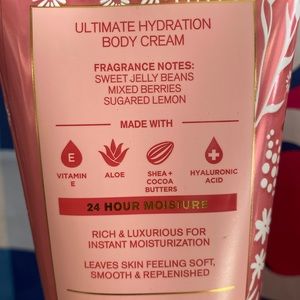 ULTIMATE HYDRATION
BODY CREAM
FRAGRANCE NOTES:
SWEET JELLY BEANS
MIXED BERRIES
SUGARED LEMON
MADE WITH
E
VITAMIN
E
ALOE
SHEA +
COCOA
BUTTERS
HYALURONIC
ACID
24 HOUR MOISTURE
RICH & LUXURIOUS FOR
INSTANT MOISTURIZATION
LEAVES SKIN FEELING SOFT,
SMOOTH & REPLENISHED